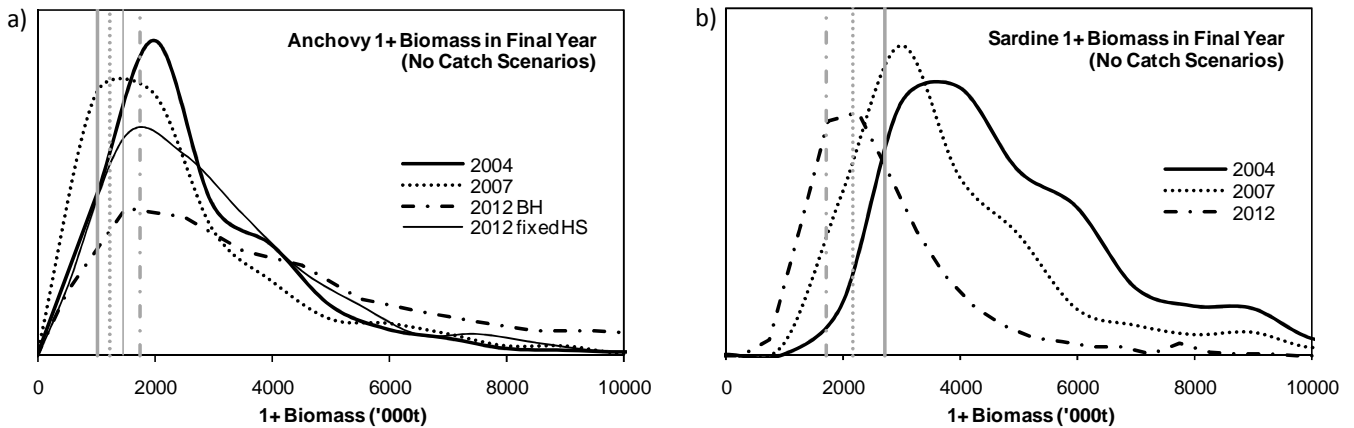 a)
Anchovy 1+ Biomass in Final Year
(No Catch Scenarios)
2004
2007
2012 BH
2012 fixed HS
0 2000 4000 6000 8000 10000
1+ Biomass ('000t)
b)
Sardine 1+ Biomass in Final Year
(No Catch Scenarios)
2004
2007
2012
0 2000 4000 6000 8000 10000
1+ Biomass ('000t)